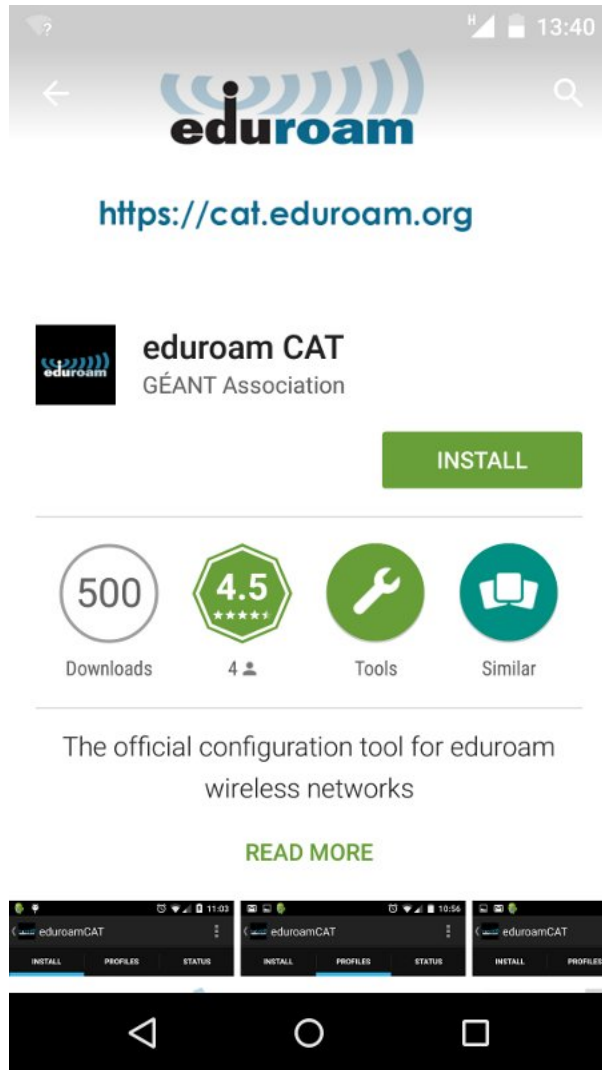 H 13:40
eduroam
https://cat.eduroam.org
eduroam
eduroam CAT
GÉANT Association
INSTALL
500
4.5
Downloads
4
Tools
Similar
The official configuration tool for eduroam
wireless networks
READ MORE
11:03
eduroamCAT
INSTALL PROFILES STATUS
10:56
eduroamCAT
INSTALL PROFILES STATUS
eduroamCAT
INSTALL PROFILES